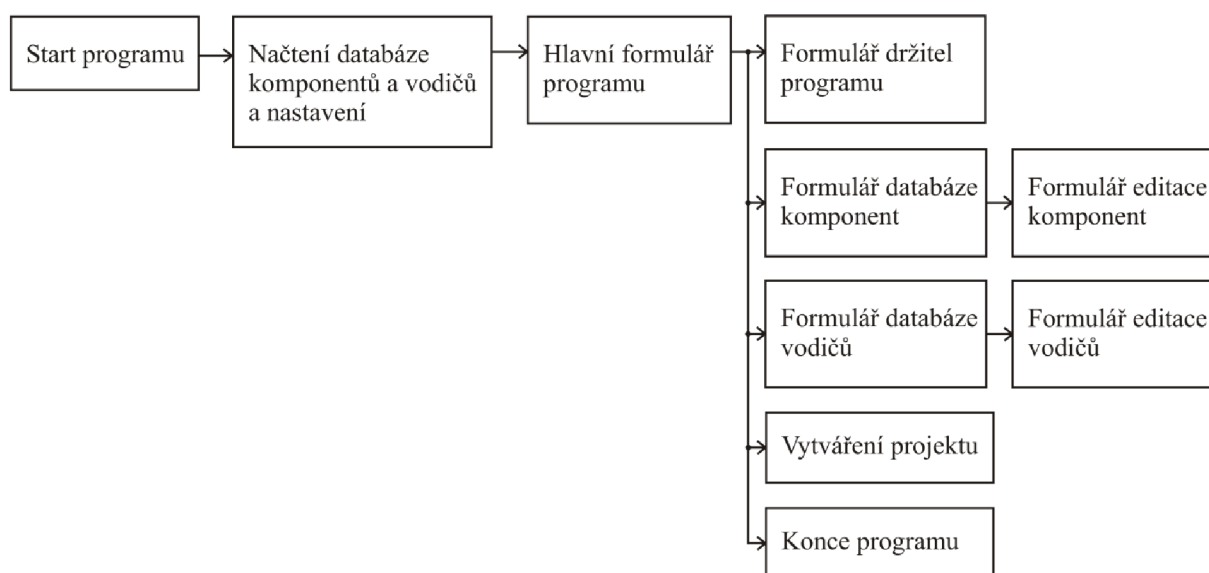 Start programu
Načtení databáze
komponentů a vodičů
a nastavení
Hlavní formulář
programu
Formulář držitel
programu
Formulář databáze
komponent
Formulář editace
komponent
Formulář databáze
vodičů
Formulář editace
vodičů
Vytváření projektu
Konce programu